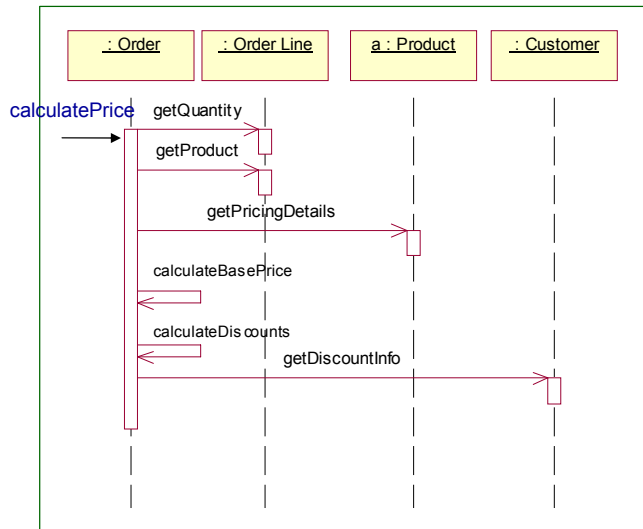 : Order
: Order Line
a : Product
: Customer
calculatePrice
getQuantity
getProduct
getPricingDetails
calculateBasePrice
calculateDiscounts
getDiscountInfo